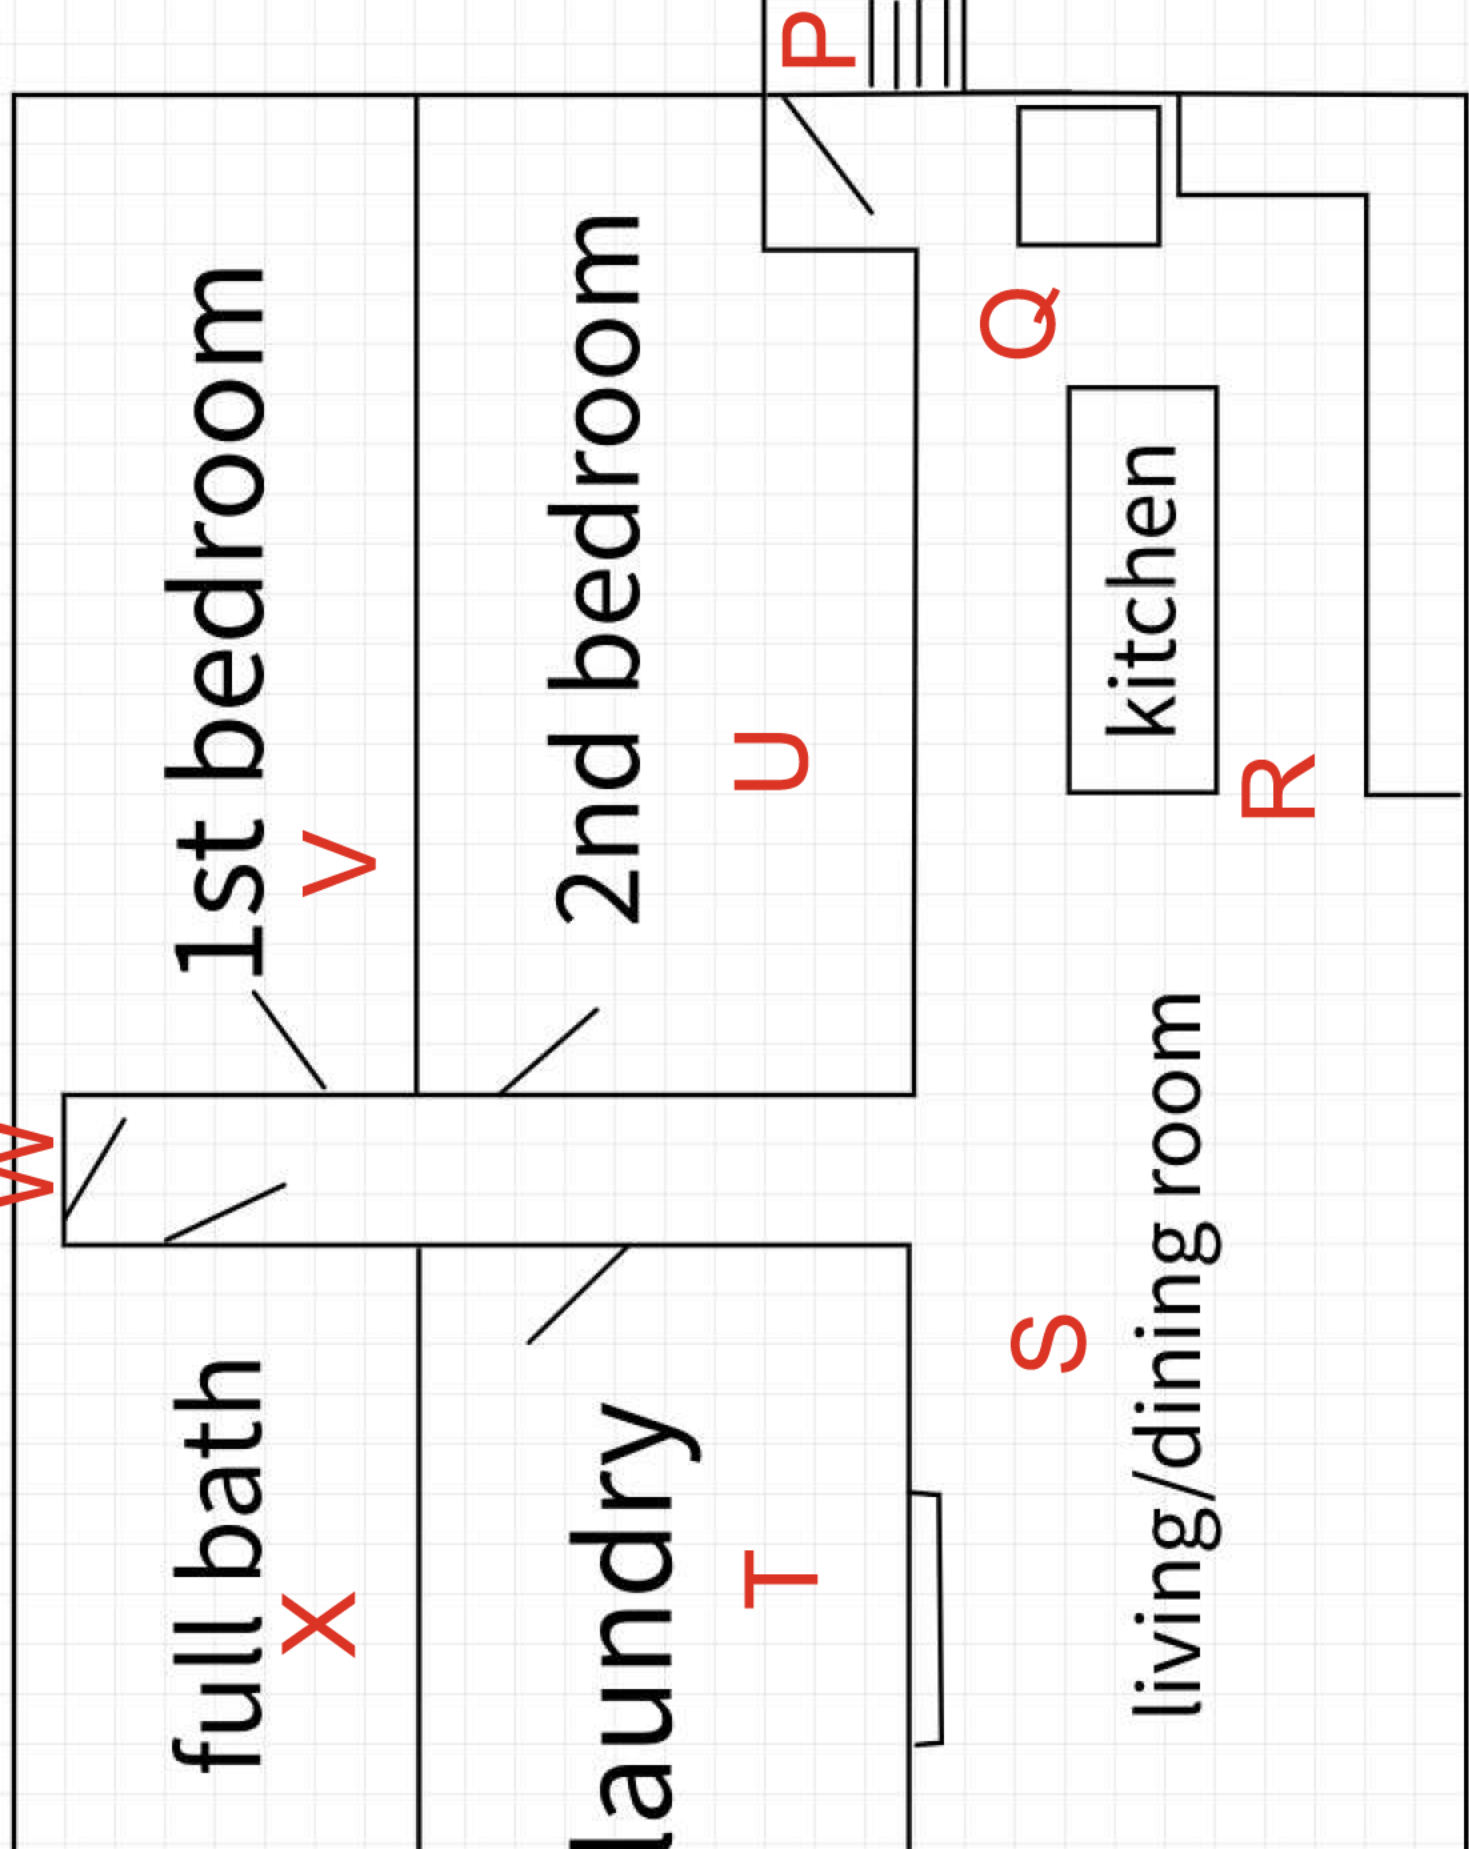 P
1st bedroom
2nd bedroom
Q
kitchen
U
V
R
W
living/dining room
S
full bath
laundry
T
X